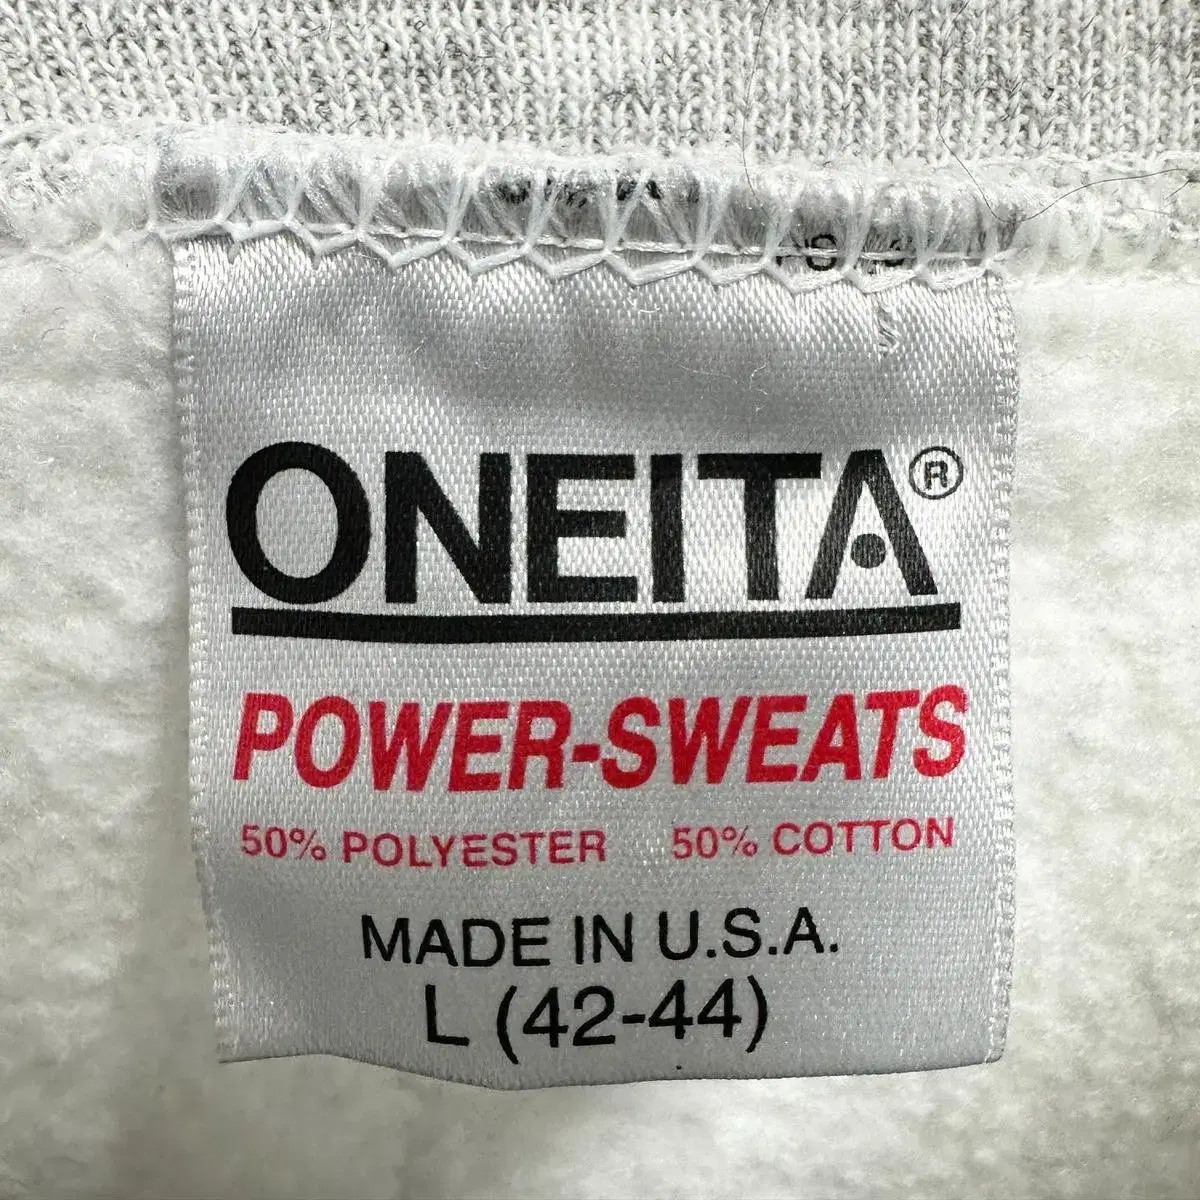 ONEITA®
POWER-SWEATS
50% POLYESTER 50% COTTON
MADE IN U.S.A.
L (42-44)